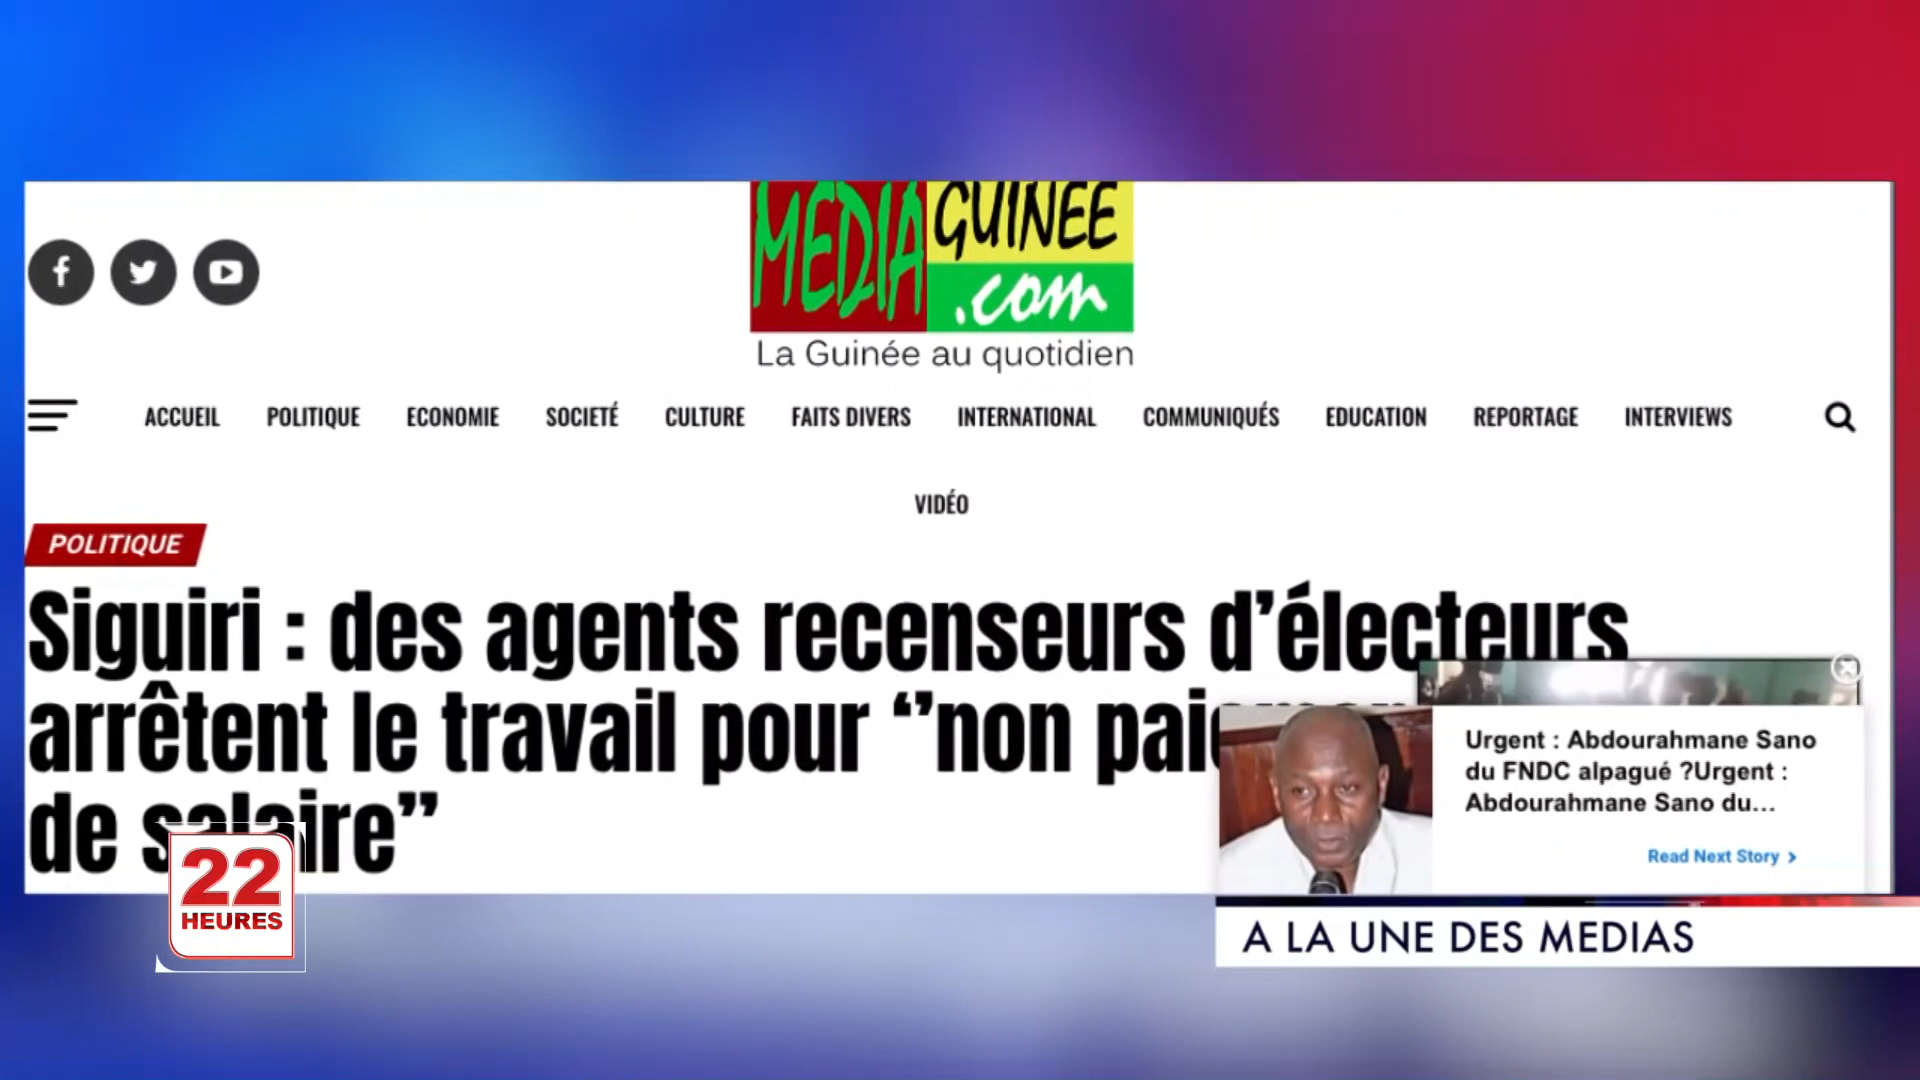 MEDIA GUINEE
.com
La Guinée au quotidien
ACCUEIL POLITIQUE ECONOMIE SOCIETÉ CULTURE FAITS DIVERS INTERNATIONAL COMMUNIQUÉS EDUCATION REPORTAGE INTERVIEWS
VIDÉO
POLITIQUE
Siguiri : des agents recenseurs d’électeurs
arrêtent le travail pour ‘’non
de salaire”
Urgent : Abdourahmane Sano
du FNDC alpagué ?Urgent :
Abdourahmane Sano du...
Read Next Story
22
HEURES
A LA UNE DES MEDIAS